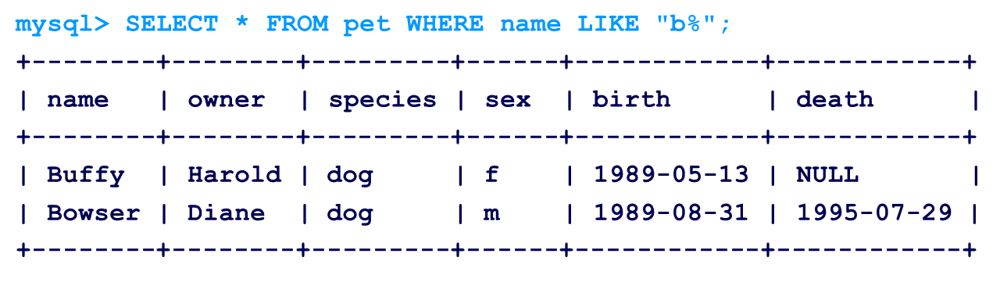 mysql> SELECT * FROM pet WHERE name LIKE "b%";
+--------+--------+---------+------+------------+------------+
| name   | owner  | species | sex  | birth      | death      |
+--------+--------+---------+------+------------+------------+
| Buffy  | Harold | dog     | f    | 1989-05-13 | NULL       |
| Bowser | Diane  | dog     | m    | 1989-08-31 | 1995-07-29 |
+--------+--------+---------+------+------------+------------+